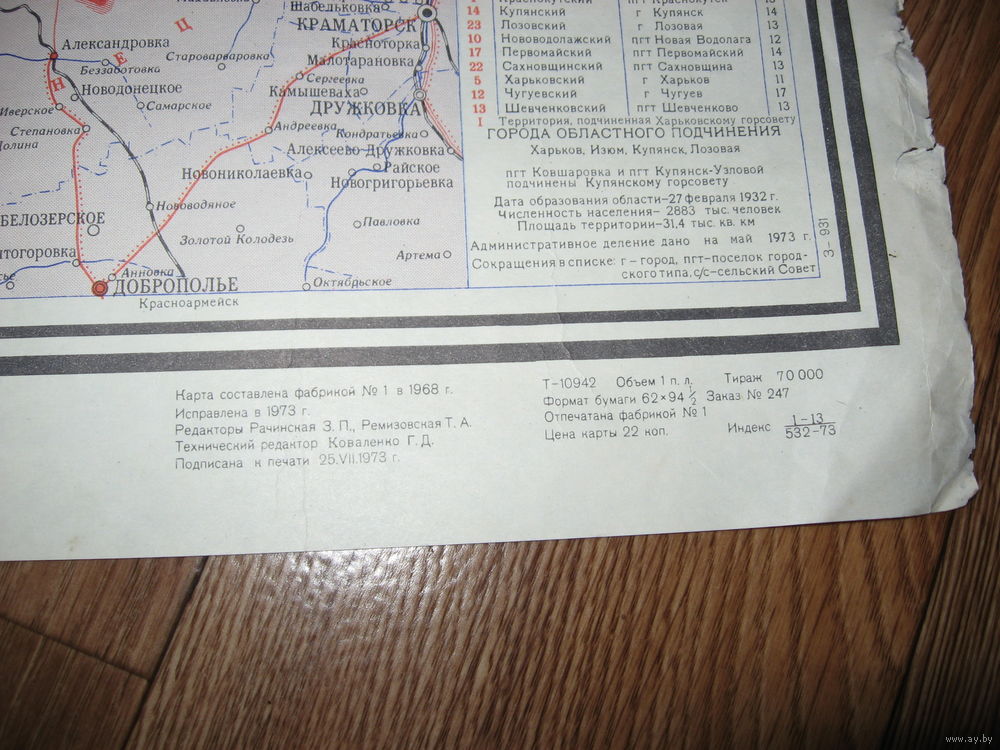 Шабельковка
КРАМАТОРСК
Красноторка
Малотарановка
Александровка
Староварваровка
Беззаботовка
Сергеевка
Камышеваха
Новодонецкое
Самарское
ДРУЖКОВКА
Иверское
Степановка
Андреевка
Кондратьевка
Алексеево-Дружковка
Райское
Новониколаевка
Новогригорьевка
БЕЛОЗЕРСКОЕ
Нововодяное
Павловка
Золотой Колодезь
Артема
Анновка
ДОБРОПОЛЬЕ
Октябрьское
Красноармейск
Н Е Ц
14 Купянский г Купянск 14
23 Лозовский г Лозовая 13
10 Нововодолажский пгт Новая Водолага 12
17 Первомайский пгт Первомайский 14
22 Сахновщинский пгт Сахновщина 13
5 Харьковский г Харьков 11
12 Чугуевский г Чугуев 17
13 Шевченковский пгт Шевченково 13
I Территория, подчиненная Харьковскому горсовету
ГОРОДА ОБЛАСТНОГО ПОДЧИНЕНИЯ
Харьков, Изюм, Купянск, Лозовая
пгт Ковшаровка и пгт Купянск-Узловой
подчинены Купянскому горсовету
Дата образования области–27 февраля 1932 г.
Численность населения– 2883 тыс. человек
Площадь территории–31,4 тыс. кв. км
Административное деление дано на май 1973 г.
Сокращения в списке: г – город, пгт–поселок город-
ского типа, с/с–сельский Совет
З–931
Карта составлена фабрикой № 1 в 1968 г.
Исправлена в 1973 г.
Редакторы Рачинская З. П., Ремизовская Т. А.
Технический редактор Коваленко Г. Д.
Подписана к печати 25.VII.1973 г.
Т–10942 Объем 1 п. л. Тираж 70 000
Формат бумаги 62×94 ½ Заказ № 247
Отпечатана фабрикой № 1
Цена карты 22 коп. Индекс 1–13
532–73
www.ay.by